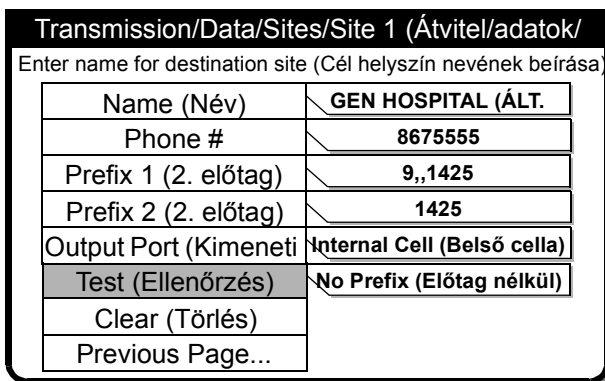 Transmission/Data/Sites/Site 1 (Átvitel/adatok/
Enter name for destination site (Cél helyszín nevének beírása)
Name (Név) GEN HOSPITAL (ÁLT.
Phone # 8675555
Prefix 1 (2. előtag) 9,,1425
Prefix 2 (2. előtag) 1425
Output Port (Kimeneti Internal Cell (Belső cella)
Test (Ellenőrzés) No Prefix (Előtag nélkül)
Clear (Törlés)
Previous Page...